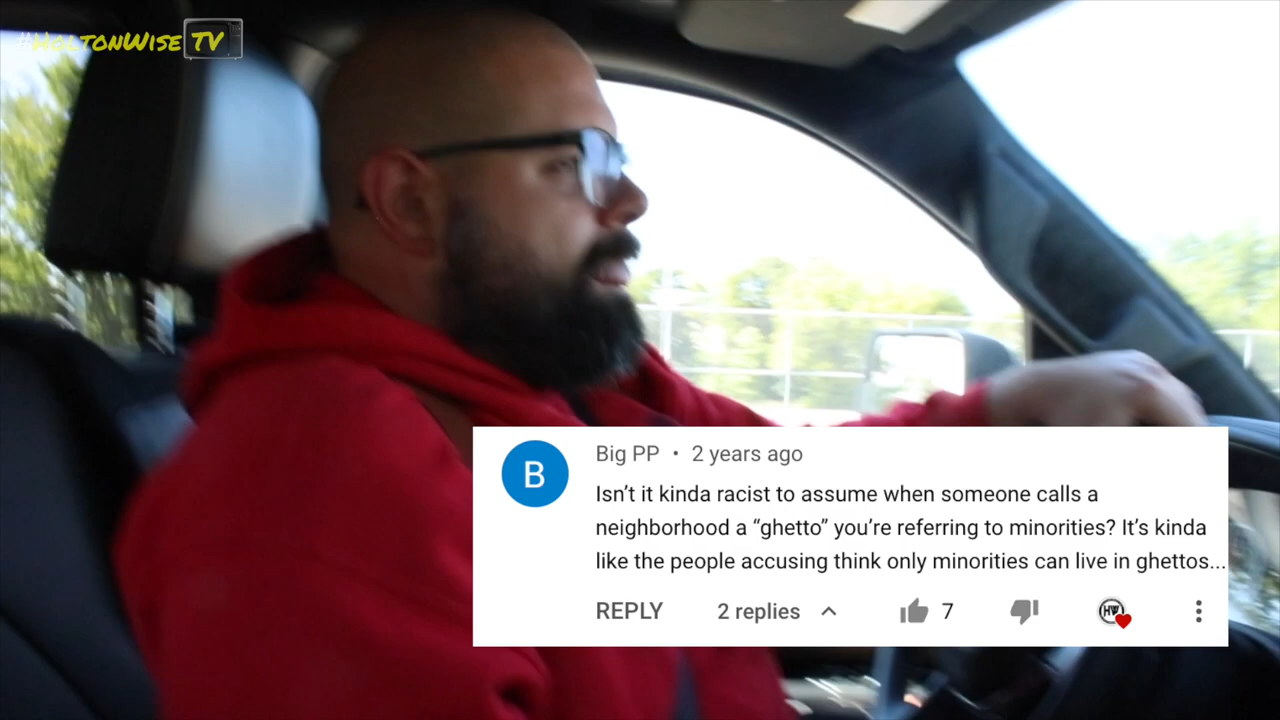 #HoltonWise TV
B
Big PP • 2 years ago
Isn’t it kinda racist to assume when someone calls a
neighborhood a “ghetto” you’re referring to minorities? It’s kinda
like the people accusing think only minorities can live in ghettos...
REPLY 2 replies 7 HW